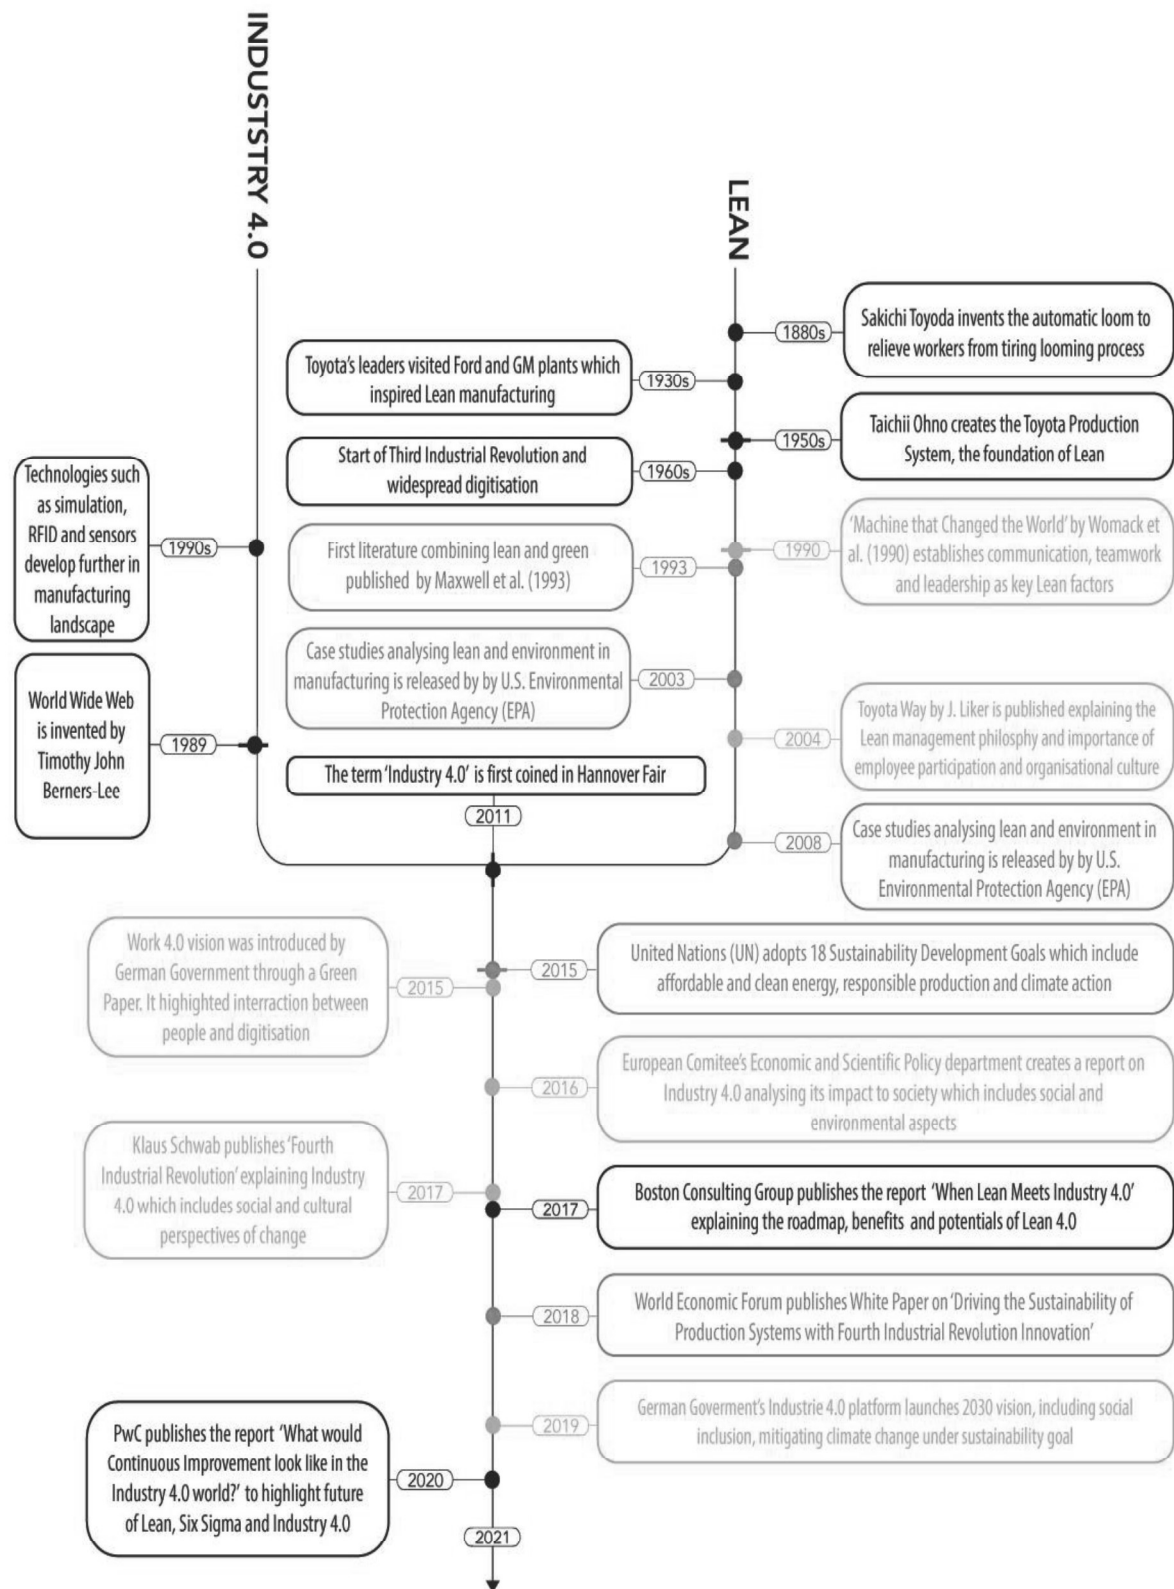 INDUSTSTRY 4.0
LEAN
1880s
Sakichi Toyoda invents the automatic loom to
relieve workers from tiring looming process
Toyota's leaders visited Ford and GM plants which
inspired Lean manufacturing
1930s
1950s
Taichii Ohno creates the Toyota Production
System, the foundation of Lean
Start of Third Industrial Revolution and
widespread digitisation
1960s
Technologies such
as simulation,
RFID and sensors
develop further in
manufacturing
landscape
1990s
1990
'Machine that Changed the World' by Womack et
al. (1990) establishes communication, teamwork
and leadership as key Lean factors
First literature combining lean and green
published by Maxwell et al. (1993)
1993
Case studies analysing lean and environment in
manufacturing is released by by U.S. Environmental
Protection Agency (EPA)
2003
World Wide Web
is invented by
Timothy John
Berners-Lee
1989
2004
Toyota Way by J. Liker is published explaining the
Lean management philosphy and importance of
employee participation and organisational culture
The term 'Industry 4.0' is first coined in Hannover Fair
2011
2008
Case studies analysing lean and environment in
manufacturing is released by by U.S.
Environmental Protection Agency (EPA)
Work 4.0 vision was introduced by
German Government through a Green
Paper. It highighted interraction between
people and digitisation
2015
2015
United Nations (UN) adopts 18 Sustainability Development Goals which include
affordable and clean energy, responsible production and climate action
2016
European Comitee's Economic and Scientific Policy department creates a report on
Industry 4.0 analysing its impact to society which includes social and
environmental aspects
Klaus Schwab publishes 'Fourth
Industrial Revolution' explaining Industry
4.0 which includes social and cultural
perspectives of change
2017
2017
Boston Consulting Group publishes the report 'When Lean Meets Industry 4.0'
explaining the roadmap, benefits and potentials of Lean 4.0
2018
World Economic Forum publishes White Paper on 'Driving the Sustainability of
Production Systems with Fourth Industrial Revolution Innovation'
2019
German Goverment's Industrie 4.0 platform launches 2030 vision, including social
inclusion, mitigating climate change under sustainability goal
PwC publishes the report 'What would
Continuous Improvement look like in the
Industry 4.0 world?' to highlight future
of Lean, Six Sigma and Industry 4.0
2020
2021